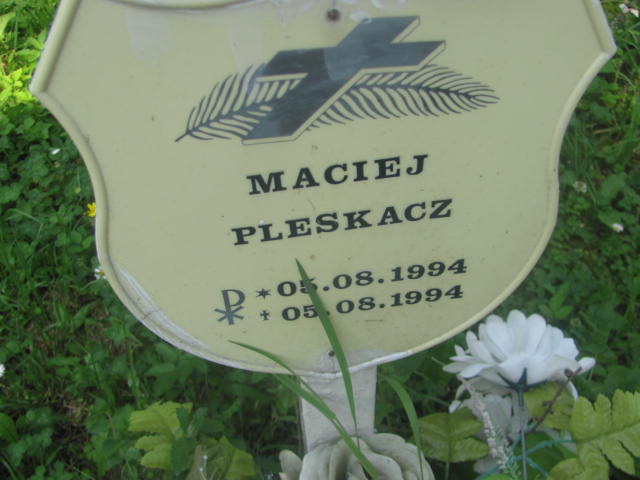 MACIEJ
PLESKACZ
* 05.08.1994
† 05.08.1994